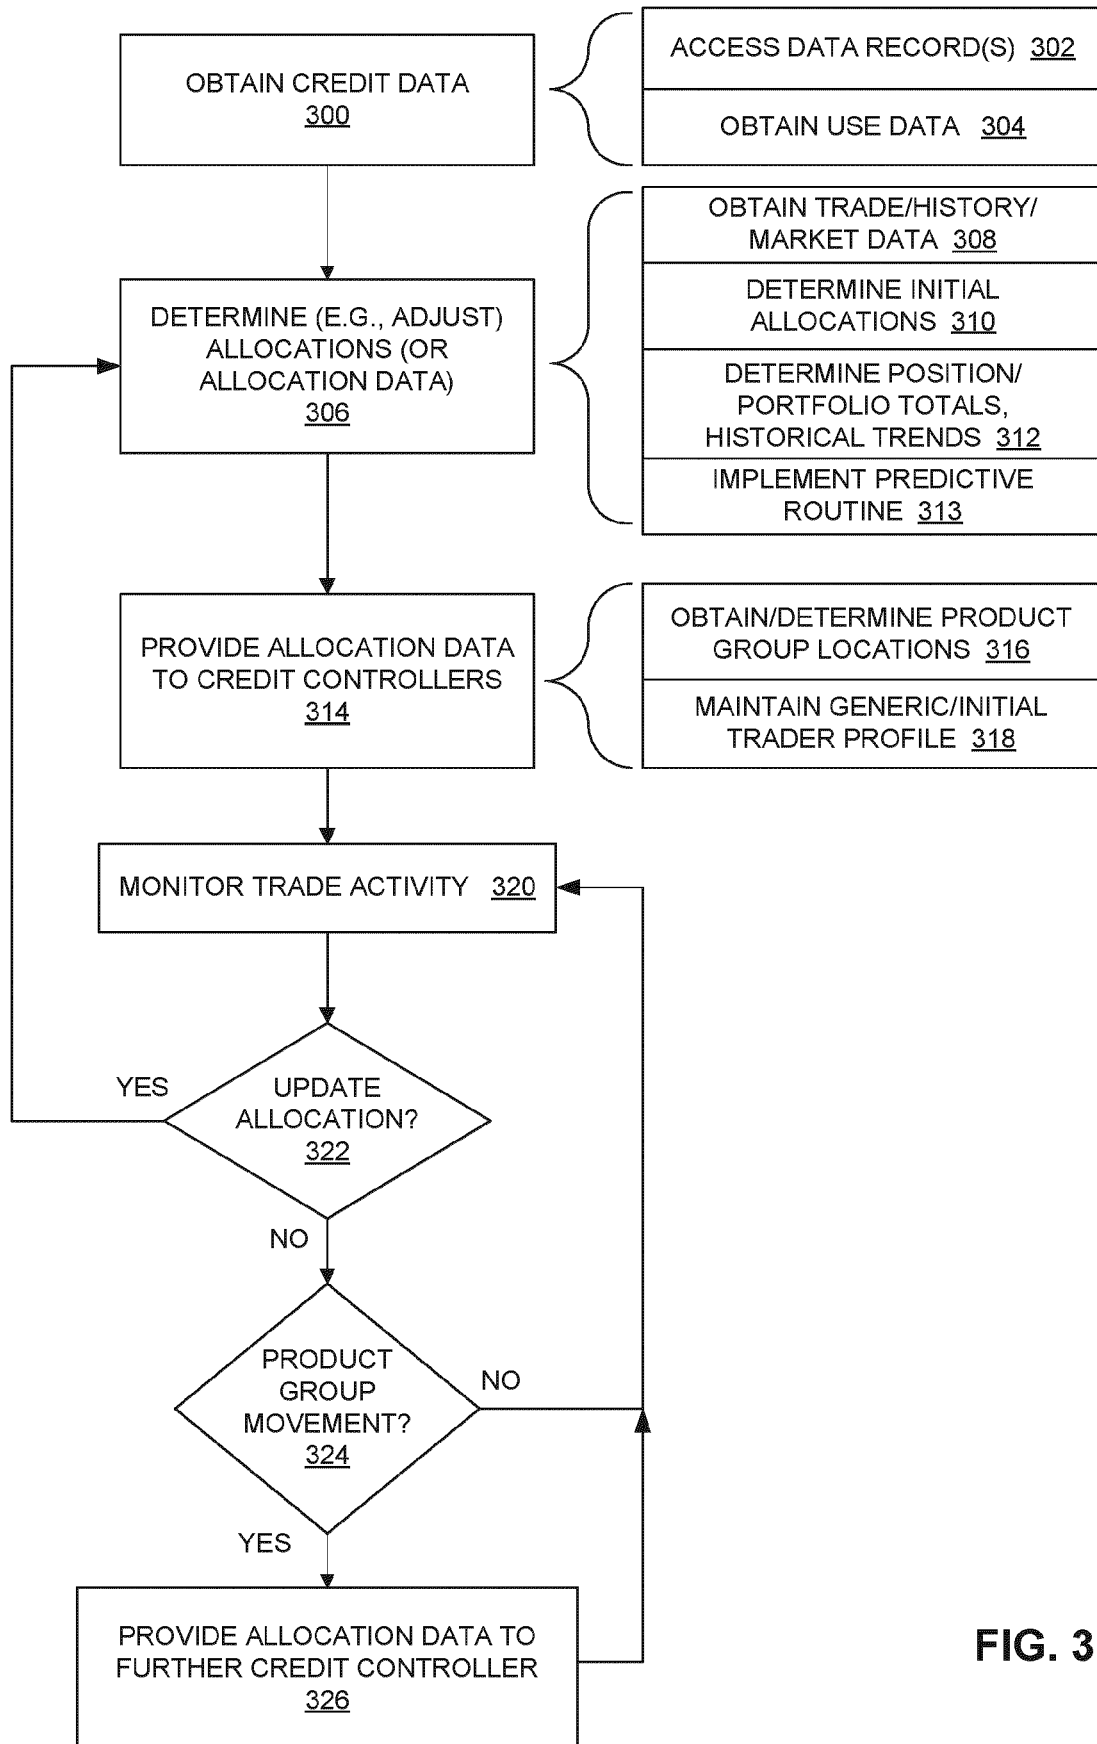 OBTAIN CREDIT DATA
300
ACCESS DATA RECORD(S) 302
OBTAIN USE DATA 304
DETERMINE (E.G., ADJUST)
ALLOCATIONS (OR
ALLOCATION DATA)
306
OBTAIN TRADE/HISTORY/
MARKET DATA 308
DETERMINE INITIAL
ALLOCATIONS 310
DETERMINE POSITION/
PORTFOLIO TOTALS,
HISTORICAL TRENDS 312
IMPLEMENT PREDICTIVE
ROUTINE 313
PROVIDE ALLOCATION DATA
TO CREDIT CONTROLLERS
314
OBTAIN/DETERMINE PRODUCT
GROUP LOCATIONS 316
MAINTAIN GENERIC/INITIAL
TRADER PROFILE 318
MONITOR TRADE ACTIVITY 320
YES
UPDATE
ALLOCATION?
322
NO
PRODUCT
GROUP
MOVEMENT?
324
NO
YES
PROVIDE ALLOCATION DATA TO
FURTHER CREDIT CONTROLLER
326
FIG. 3